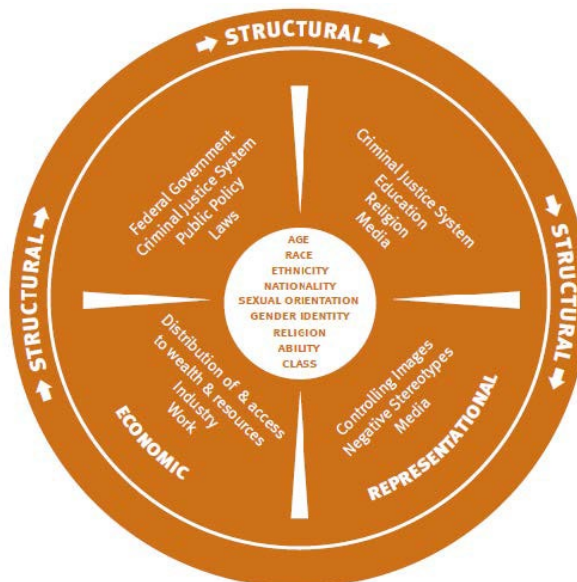 STRUCTURAL
STRUCTURAL
STRUCTURAL
Federal Government
Criminal Justice System
Public Policy
Laws
Criminal Justice System
Education
Religion
Media
AGE
RACE
ETHNICITY
NATIONALITY
SEXUAL ORIENTATION
GENDER IDENTITY
RELIGION
ABILITY
CLASS
Distribution of & access
to wealth & resources
Industry
Work
ECONOMIC
Controlling Images
Negative Stereotypes
Media
REPRESENTATIONAL